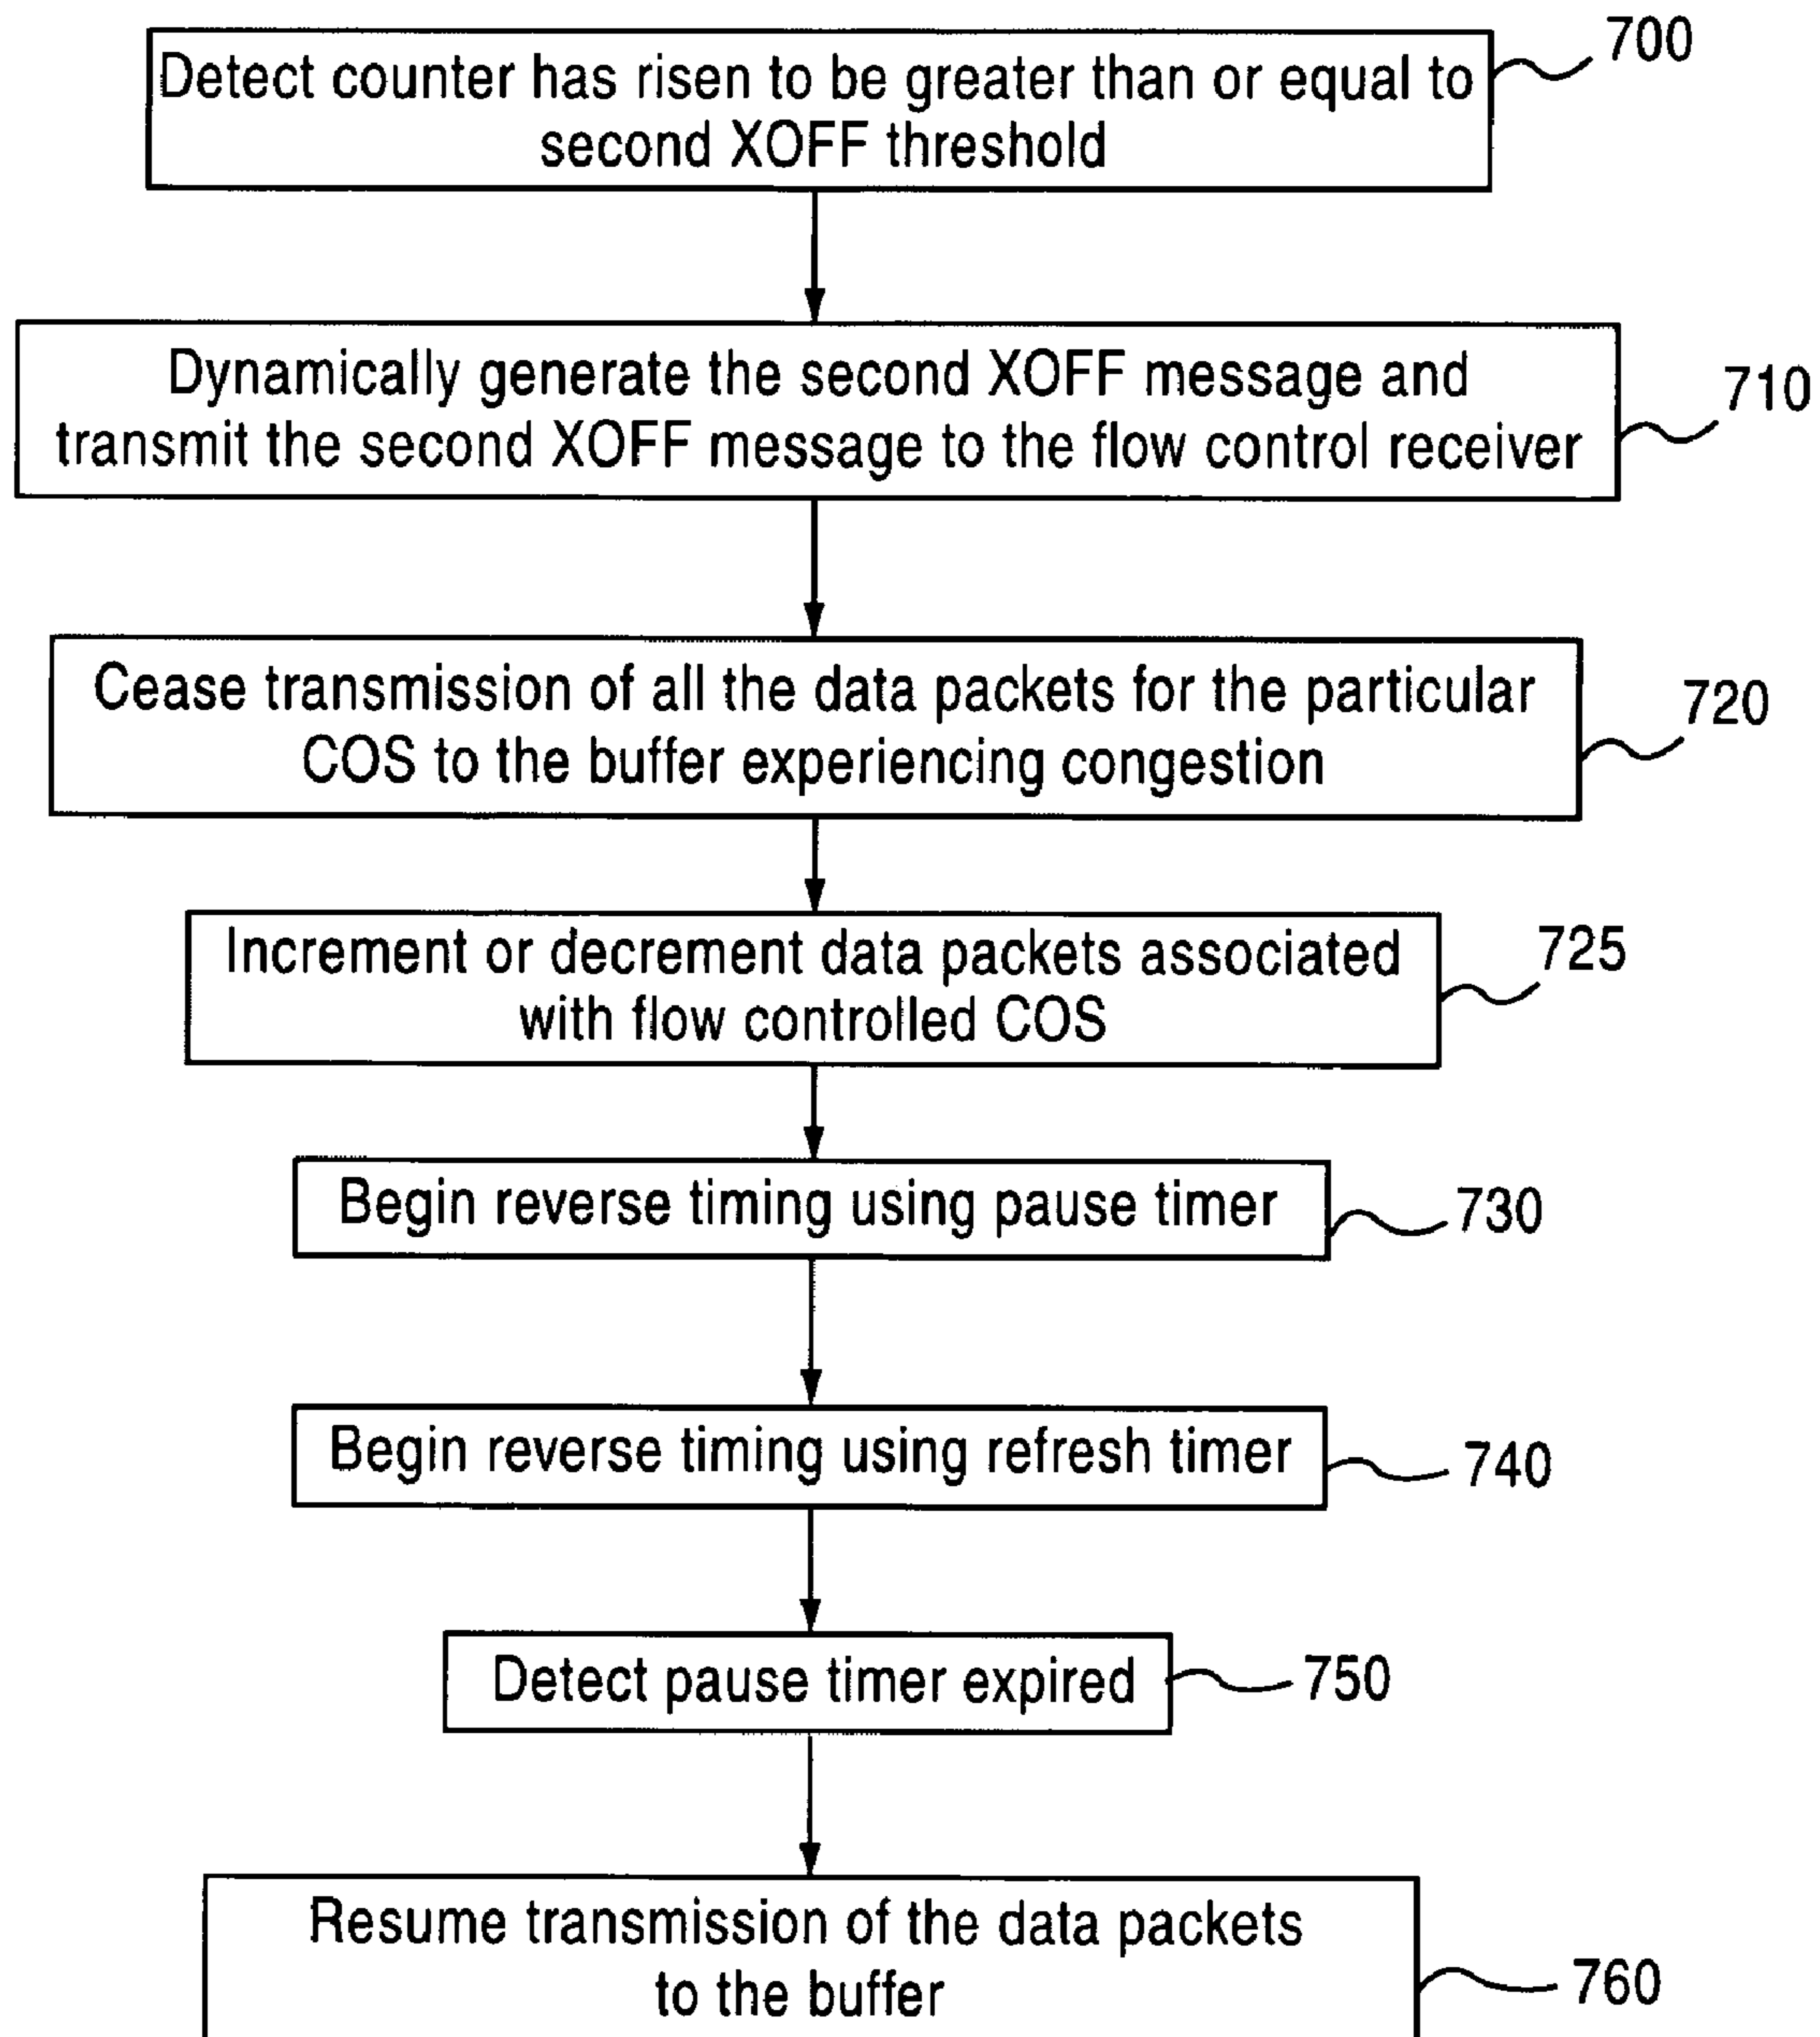 700
Detect counter has risen to be greater than or equal to
second XOFF threshold
Dynamically generate the second XOFF message and
transmit the second XOFF message to the flow control receiver
710
Cease transmission of all the data packets for the particular
COS to the buffer experiencing congestion
720
Increment or decrement data packets associated
with flow controlled COS
725
Begin reverse timing using pause timer
730
Begin reverse timing using refresh timer
740
Detect pause timer expired
750
Resume transmission of the data packets
to the buffer
760